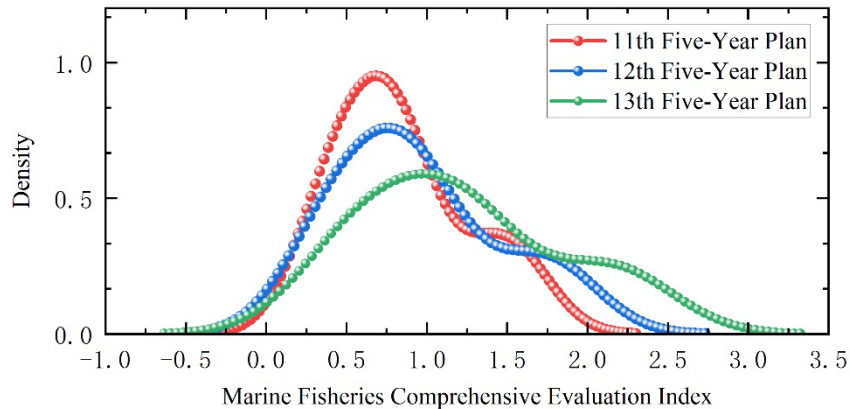 11th Five-Year Plan
12th Five-Year Plan
13th Five-Year Plan
1.0
0.5
0.0
Density
-1.0 -0.5 0.0 0.5 1.0 1.5 2.0 2.5 3.0 3.5
Marine Fisheries Comprehensive Evaluation Index